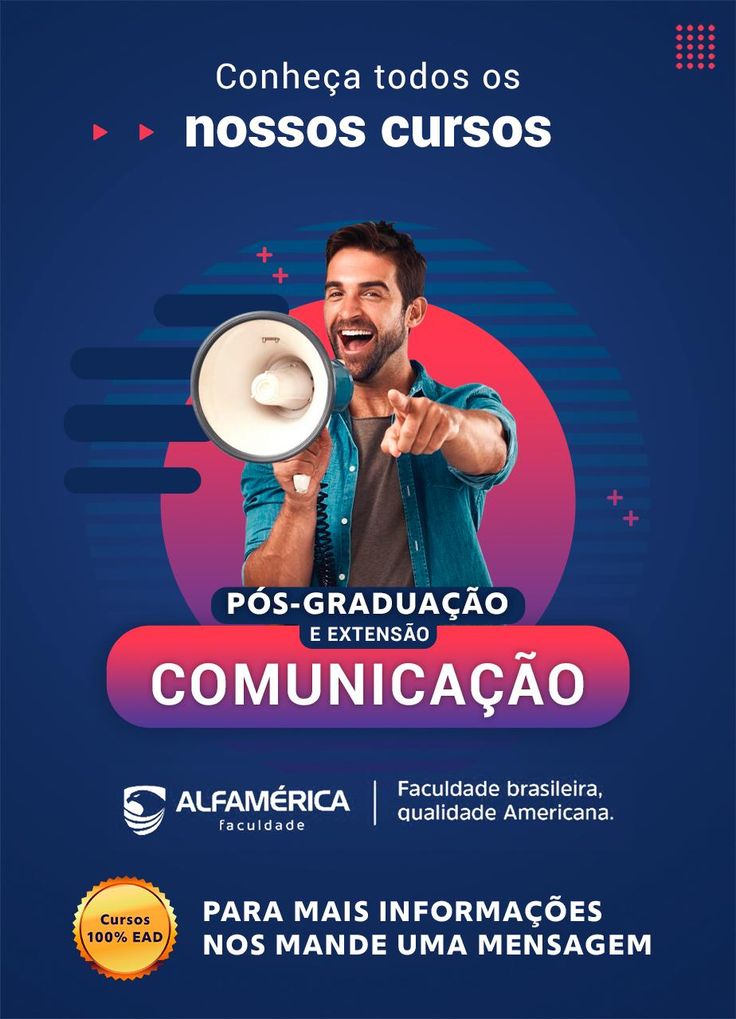 Conheça todos os
nossos cursos
PÓS-GRADUAÇÃO
E EXTENSÃO
COMUNICAÇÃO
ALFAMÉRICA
faculdade
Faculdade brasileira,
qualidade Americana.
Cursos
100% EAD
PARA MAIS INFORMAÇÕES
NOS MANDE UMA MENSAGEM